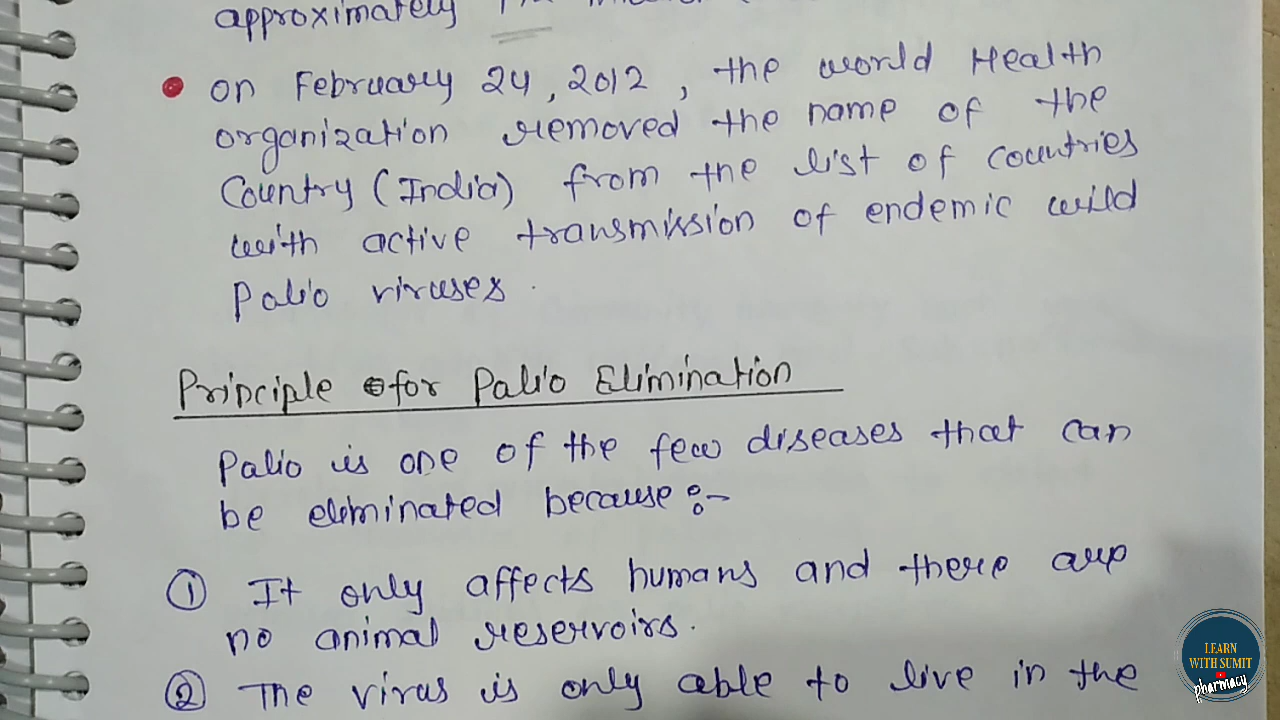 approximately
on February 24, 2012, the world Health
organization removed the name of the
Country (India) from the list of countries
with active transmission of endemic wild
Palio viruses.
Principle for Palio Elimination
Palio is one of the few diseases that can
be eliminated because :-
① It only affects humans and there are
no animal reservoirs.
② The virus is only able to live in the
LEARN
WITH SUMIT
pharmacy